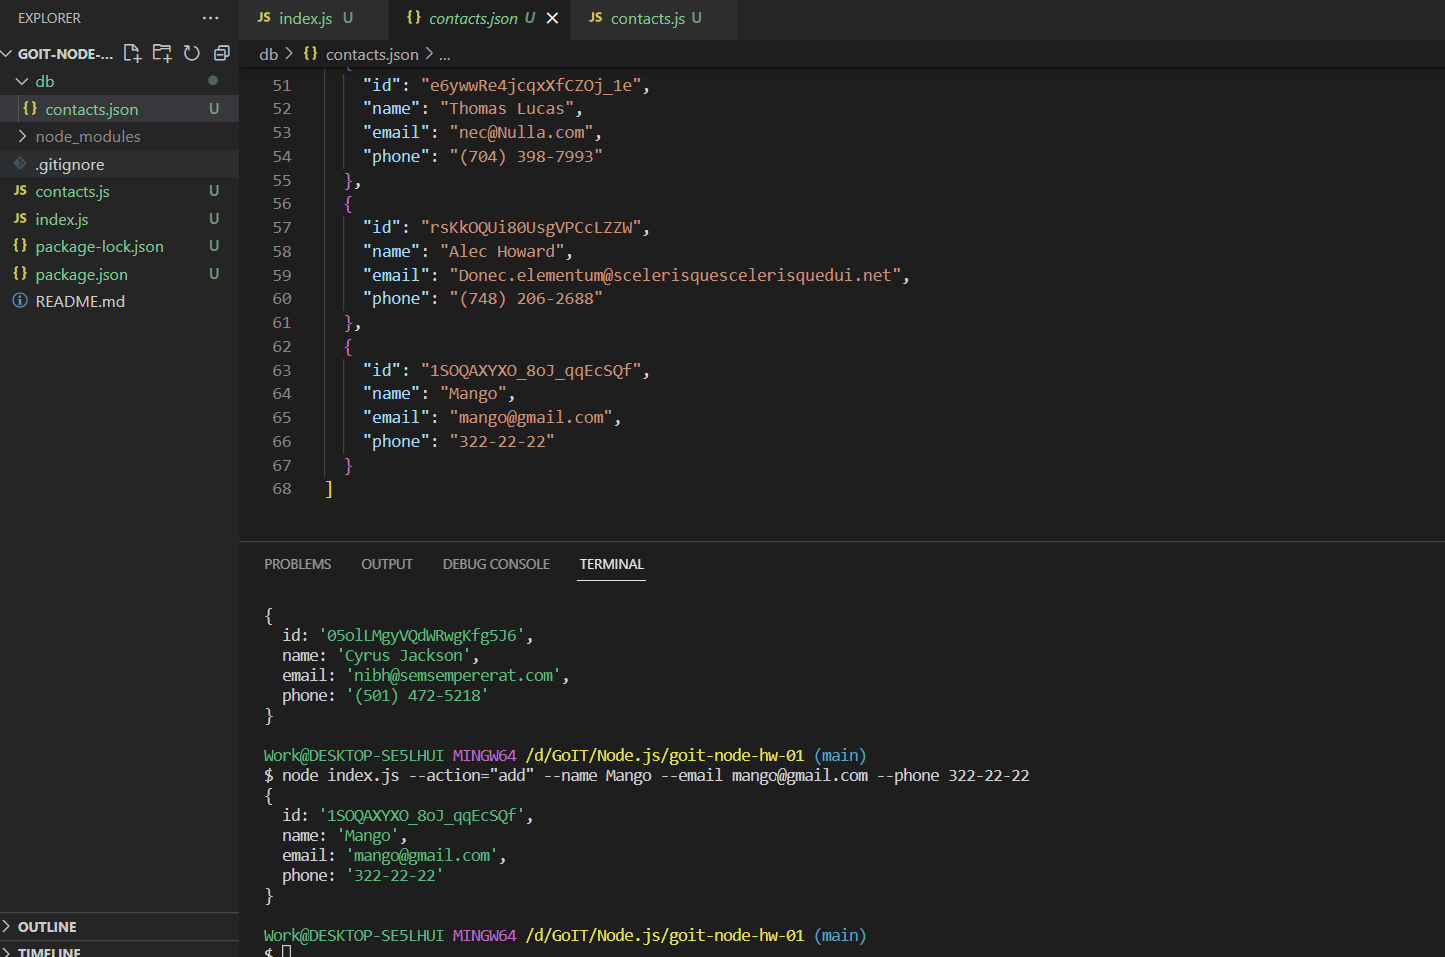 EXPLORER
GOIT-NODE-...
db
contacts.json U
node_modules
.gitignore
contacts.js U
index.js U
package-lock.json U
package.json U
README.md
OUTLINE
TIMELINE
JS index.js U {} contacts.json U JS contacts.js U
db > {} contacts.json > ...
51 "id": "e6ywwRe4jcqxXfCZOj_1e",
52 "name": "Thomas Lucas",
53 "email": "nec@Nulla.com",
54 "phone": "(704) 398-7993"
55 },
56 {
57 "id": "rsKkOQUi80UsgVPCcLZZW",
58 "name": "Alec Howard",
59 "email": "Donec.elementum@scelerisquescelerisquedui.net",
60 "phone": "(748) 206-2688"
61 },
62 {
63 "id": "1SOQAXYXO_8oJ_qqEcSQf",
64 "name": "Mango",
65 "email": "mango@gmail.com",
66 "phone": "322-22-22"
67 }
68 ]
PROBLEMS OUTPUT DEBUG CONSOLE TERMINAL
{
id: '05olLMgyVQdWRwgKfg5J6',
name: 'Cyrus Jackson',
email: 'nibh@semsempererat.com',
phone: '(501) 472-5218'
}
Work@DESKTOP-SE5LHUI MINGW64 /d/GoIT/Node.js/goit-node-hw-01 (main)
$ node index.js --action="add" --name Mango --email mango@gmail.com --phone 322-22-22
{
id: '1SOQAXYXO_8oJ_qqEcSQf',
name: 'Mango',
email: 'mango@gmail.com',
phone: '322-22-22'
}
Work@DESKTOP-SE5LHUI MINGW64 /d/GoIT/Node.js/goit-node-hw-01 (main)
$